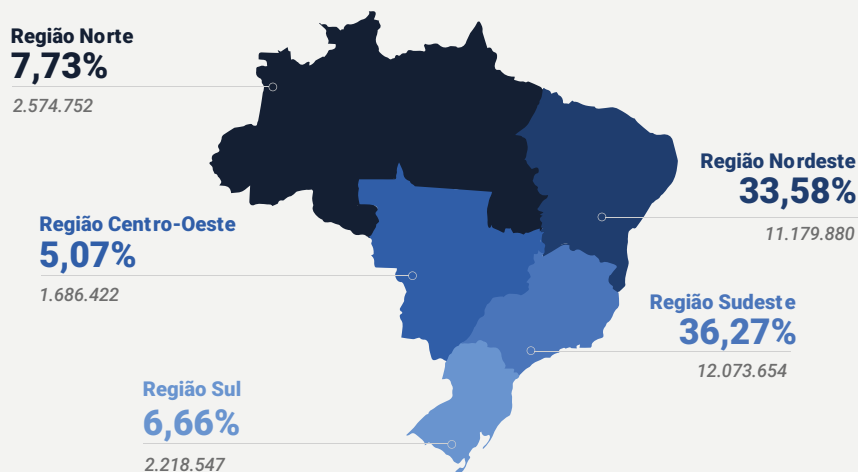 Região Norte
7,73%
2.574.752
Região Nordeste
33,58%
11.179.880
Região Centro-Oeste
5,07%
1.686.422
Região Sudeste
36,27%
12.073.654
Região Sul
6,66%
2.218.547